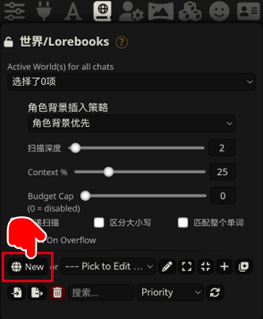 世界/Lorebooks
Active World(s) for all chats
选择了0项
角色背景插入策略
角色背景优先
扫描深度
2
Context %
25
Budget Cap
0
(0 = disabled)
扫描
区分大小写
匹配整个单词
On Overflow
New
or
--- Pick to Edit ...
搜索...
Priority